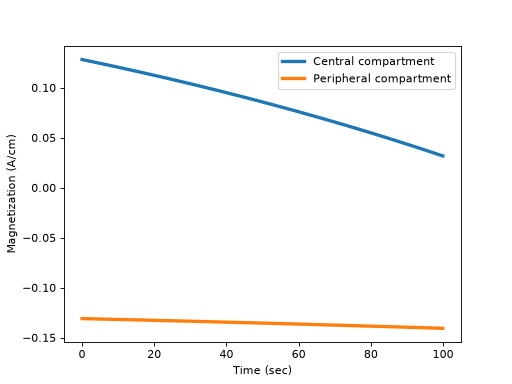 Central compartment
Peripheral compartment
Magnetization (A/cm)
0.10
0.05
0.00
−0.05
−0.10
−0.15
0 20 40 60 80 100
Time (sec)